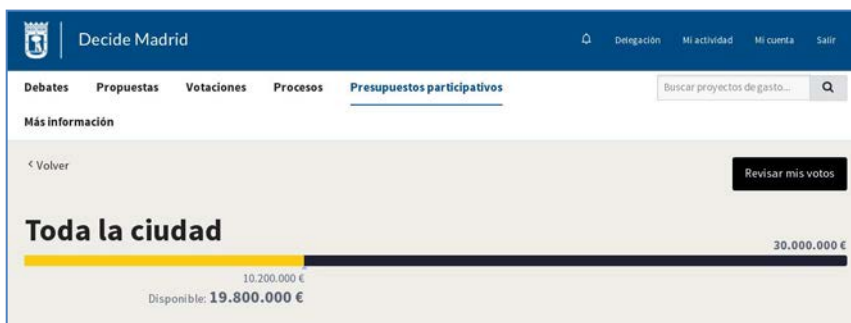 Decide Madrid
Delegación Mi actividad Mi cuenta Salir
Debates Propuestas Votaciones Procesos Presupuestos participativos
Buscar proyectos de gasto...
Más información
< Volver
Revisar mis votos
Toda la ciudad
30.000.000 €
10.200.000 €
Disponible: 19.800.000 €